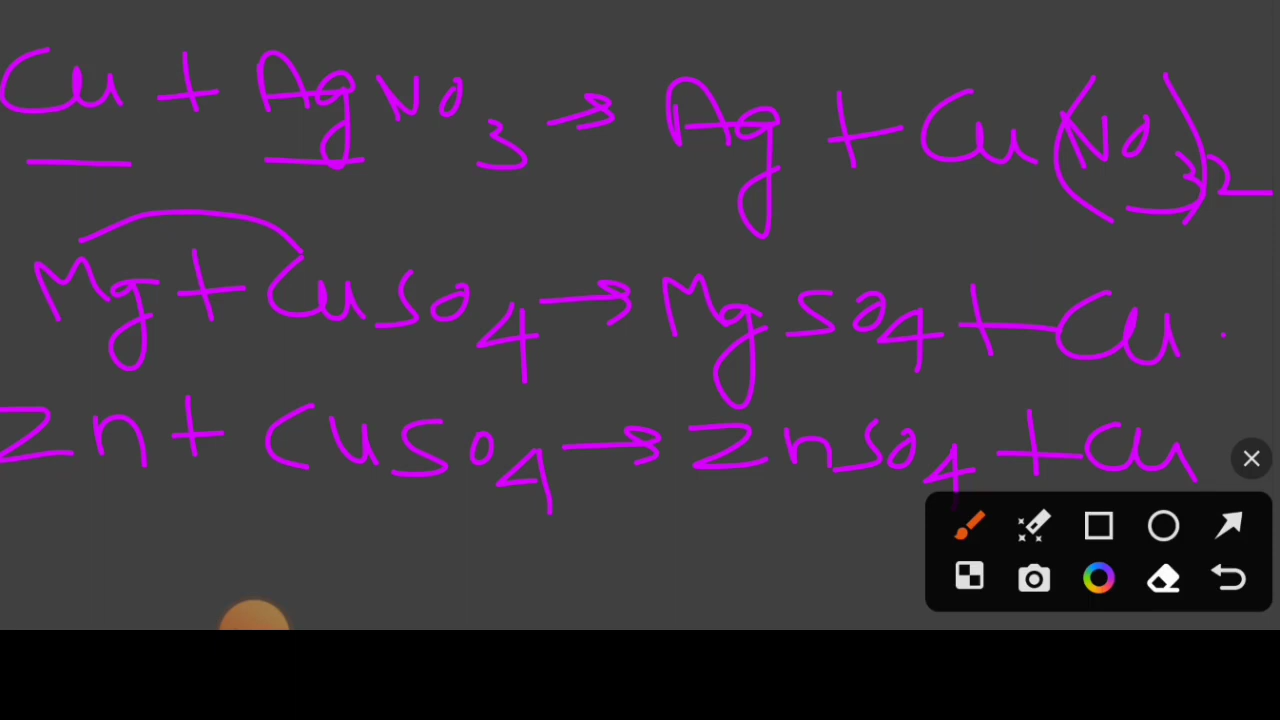 Cu + AgNO3 → Ag + Cu(NO3)2
Mg + CuSO4 → MgSO4 + Cu
Zn + CuSO4 → ZnSO4 + Cu